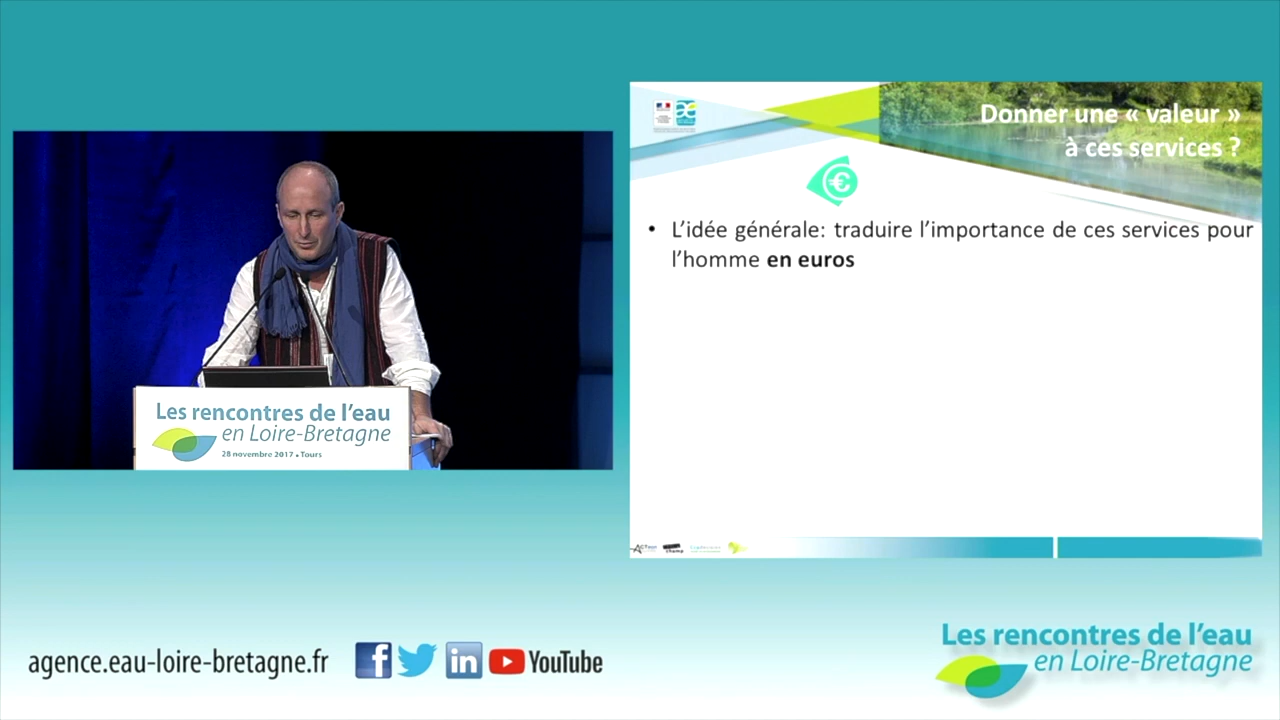 Les rencontres de l'eau
en Loire-Bretagne
28 novembre 2017 • Tours
Donner une « valeur »
à ces services ?
€
• L'idée générale: traduire l'importance de ces services pour
l'homme en euros
agence.eau-loire-bretagne.fr
f
in
YouTube
Les rencontres de l'eau
en Loire-Bretagne